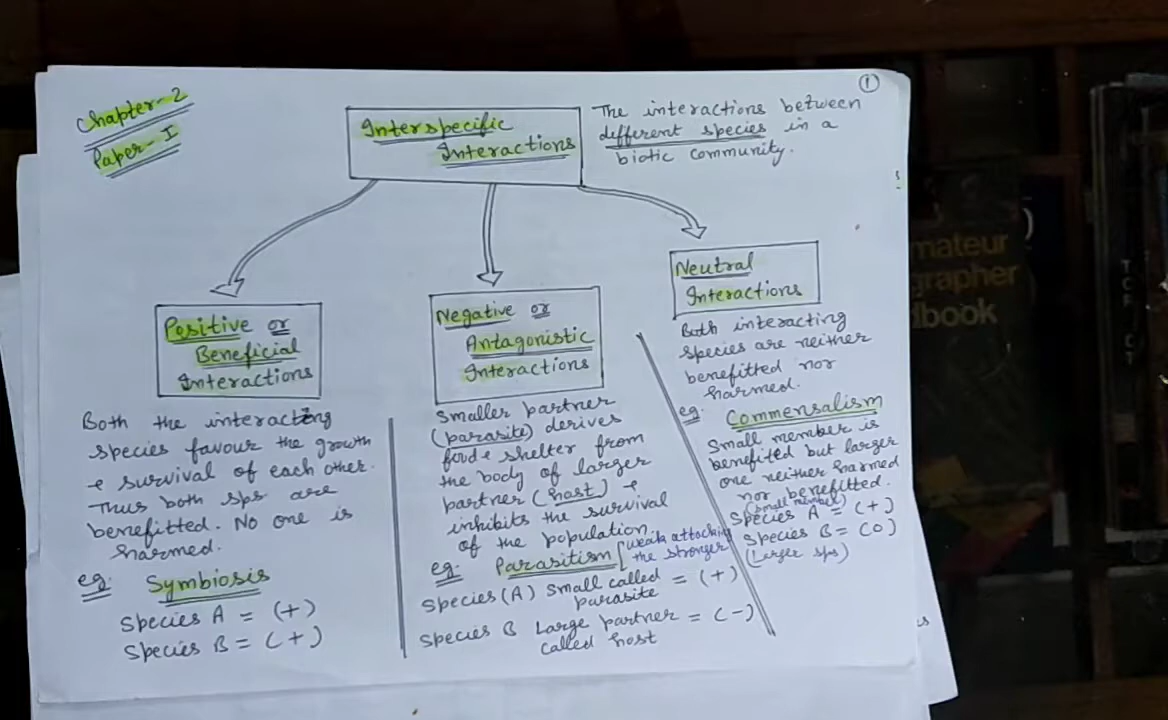 ①
Chapter-2
Paper-I
Interspecific
Interactions
The interactions between
different species in a
biotic community.
Positive or
Beneficial
Interactions
Both the interacting
species favour the growth
& survival of each other.
Thus both sps are
benefitted. No one is
harmed.
eg. Symbiosis
Species A = (+)
Species B = (+)
Negative or
Antagonistic
Interactions
Smaller partner
(parasite) derives
food & shelter from
the body of larger
partner (host) &
inhibits the survival
of the population.
eg. Parasitism [weak attacking
the stronger
Species (A) Small called = (+)
parasite
Species B Large partner = (-)
called host
Neutral
Interactions
Both interacting
species are neither
benefitted nor
harmed.
eg. Commensalism
Small member is
benefited but larger
one neither harmed
nor benefitted.
(small member)
Species A = (+)
Species B = (O)
(Larger sps)
mateur
grapher
dbook
TCP CT